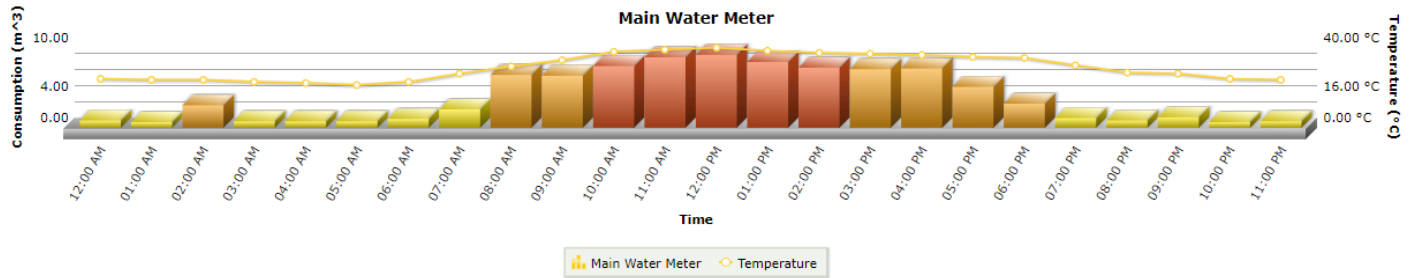 Main Water Meter
Consumption (m^3)
10.00
4.00
0.00
Temperature (°C)
40.00 °C
16.00 °C
0.00 °C
12:00 AM
01:00 AM
02:00 AM
03:00 AM
04:00 AM
05:00 AM
06:00 AM
07:00 AM
08:00 AM
09:00 AM
10:00 AM
11:00 AM
12:00 PM
01:00 PM
02:00 PM
03:00 PM
04:00 PM
05:00 PM
06:00 PM
07:00 PM
08:00 PM
09:00 PM
10:00 PM
11:00 PM
Time
Main Water Meter
Temperature